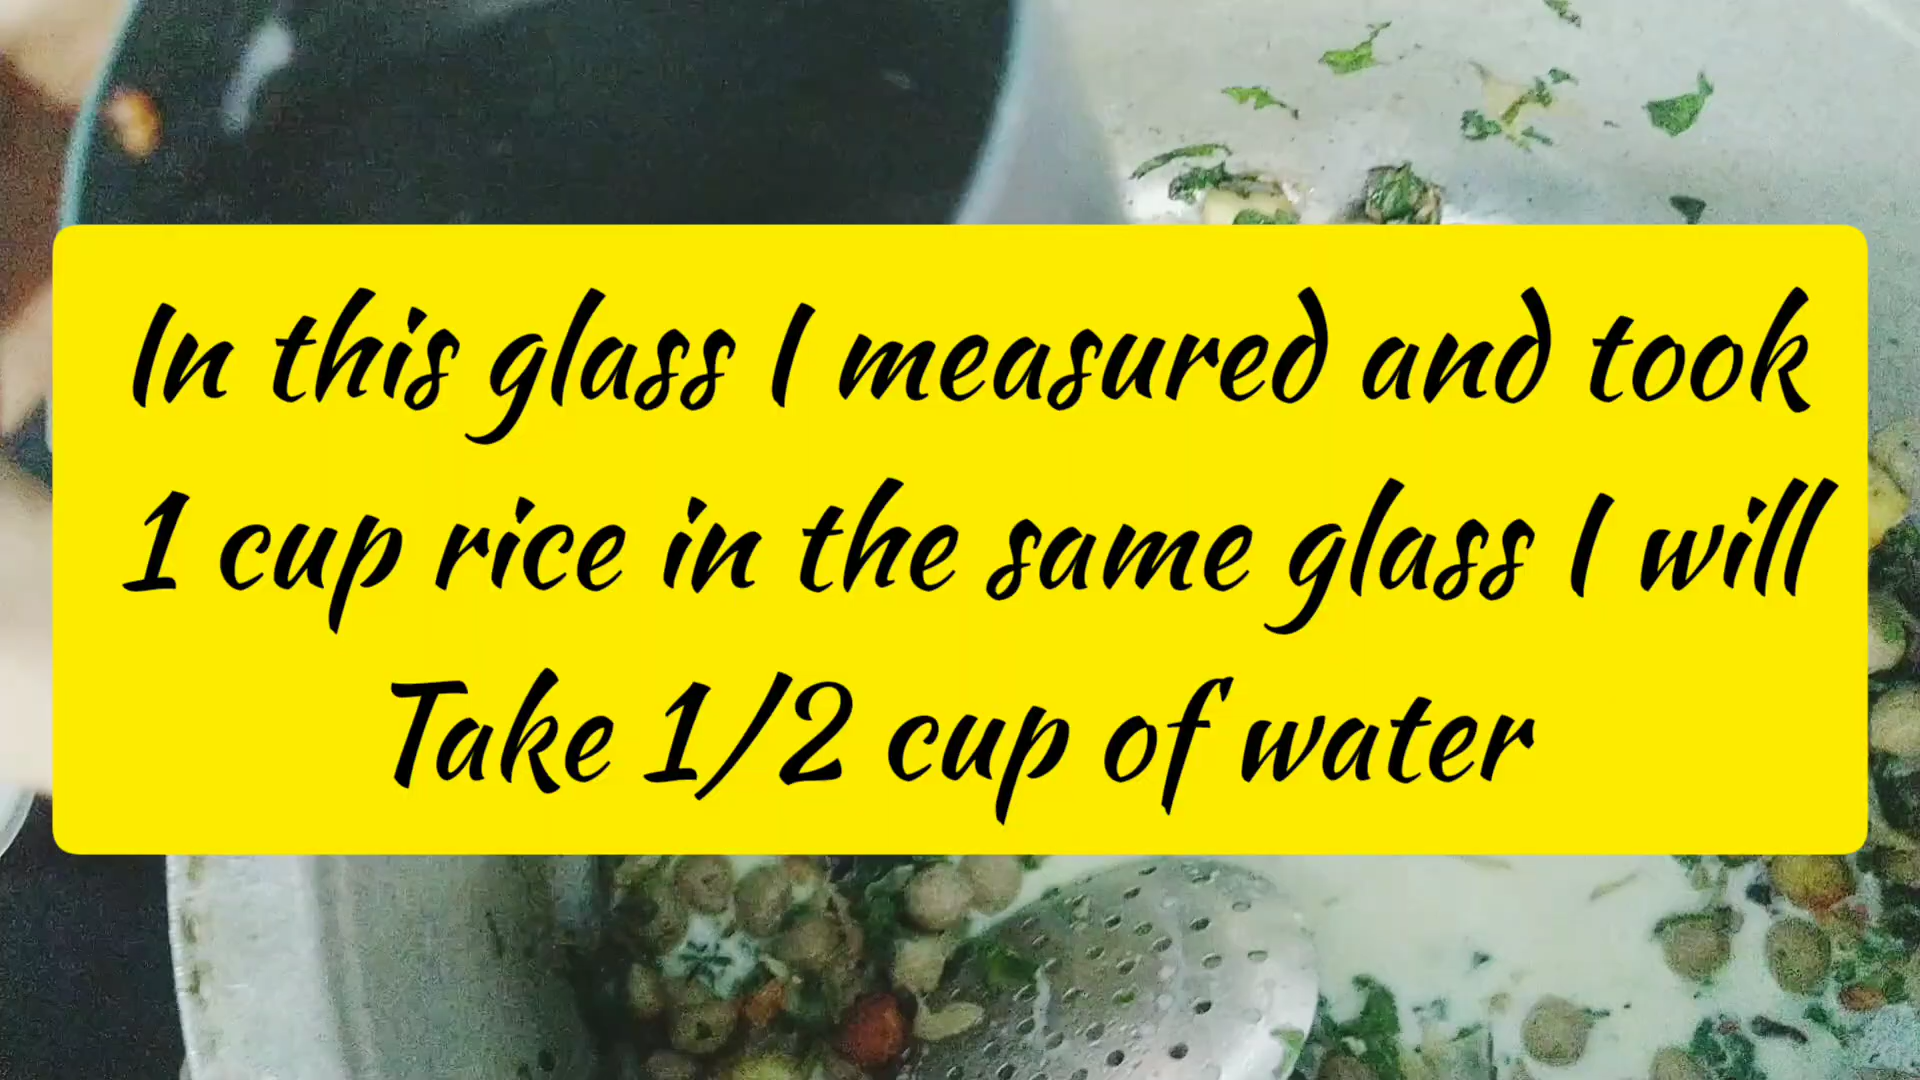 In this glass I measured and took
1 cup rice in the same glass I will
Take 1/2 cup of water